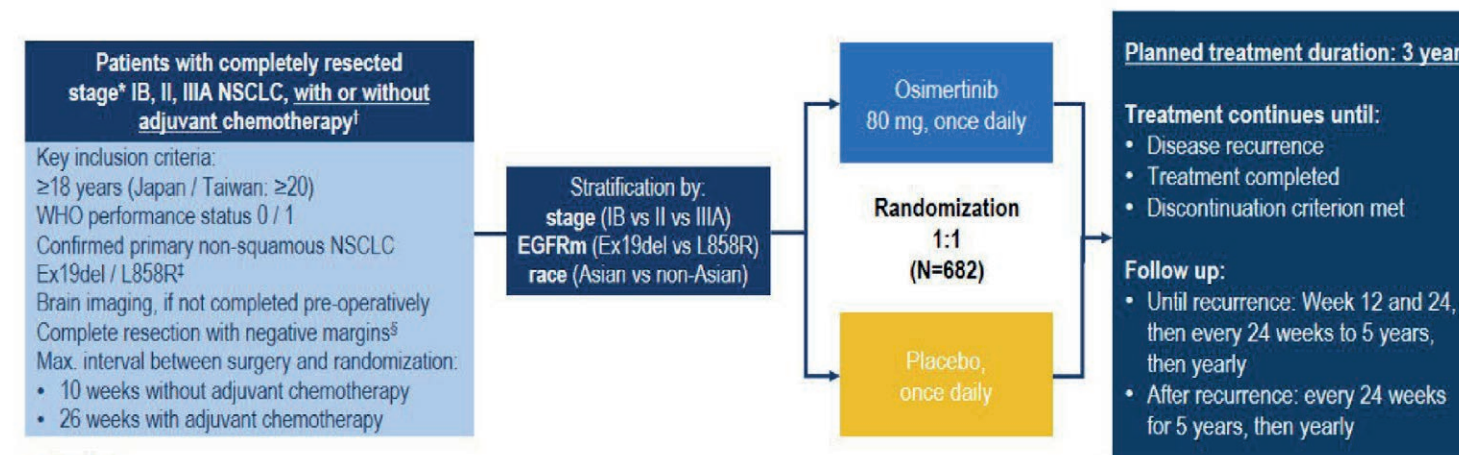 Patients with completely resected
stage* IB, II, IIIA NSCLC, with or without
adjuvant chemotherapy†
Key inclusion criteria:
≥18 years (Japan / Taiwan: ≥20)
WHO performance status 0 / 1
Confirmed primary non-squamous NSCLC
Ex19del / L858R‡
Brain imaging, if not completed pre-operatively
Complete resection with negative margins§
Max. interval between surgery and randomization:
• 10 weeks without adjuvant chemotherapy
• 26 weeks with adjuvant chemotherapy
Stratification by:
stage (IB vs II vs IIIA)
EGFRm (Ex19del vs L858R)
race (Asian vs non-Asian)
Osimertinib
80 mg, once daily
Randomization
1:1
(N=682)
Placebo,
once daily
Planned treatment duration: 3 year
Treatment continues until:
• Disease recurrence
• Treatment completed
• Discontinuation criterion met
Follow up:
• Until recurrence: Week 12 and 24,
then every 24 weeks to 5 years,
then yearly
• After recurrence: every 24 weeks
for 5 years, then yearly